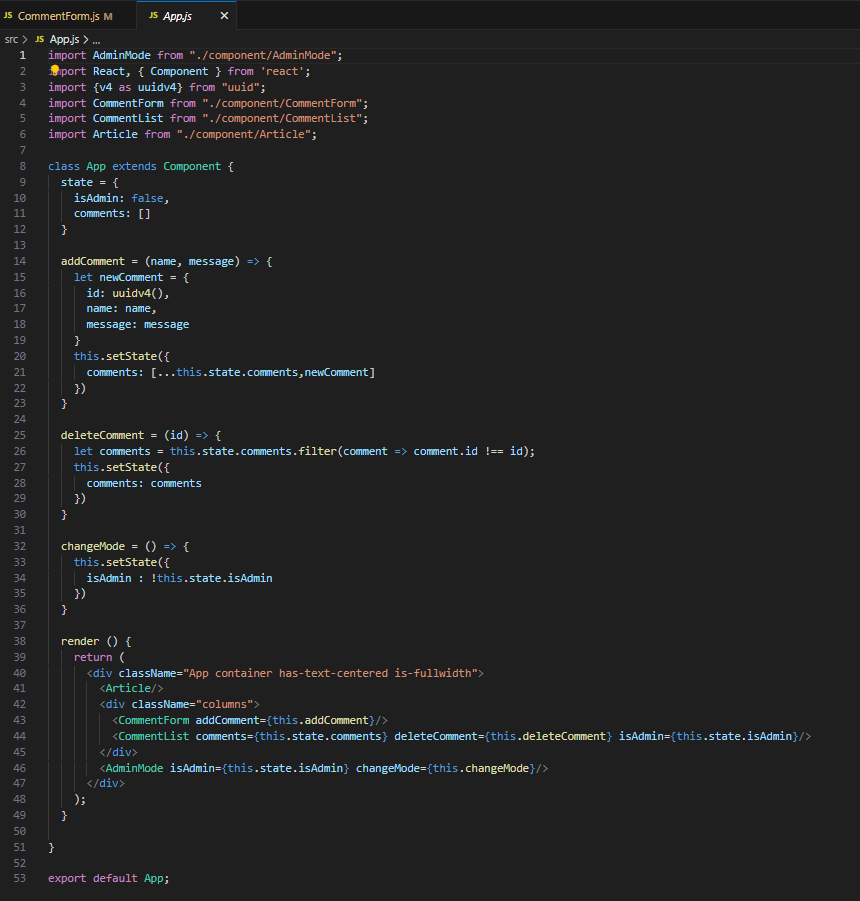 JS CommentForm.js M JS App.js ×
src > JS App.js > ...
1 import AdminMode from "./component/AdminMode";
2 import React, { Component } from 'react';
3 import {v4 as uuidv4} from "uuid";
4 import CommentForm from "./component/CommentForm";
5 import CommentList from "./component/CommentList";
6 import Article from "./component/Article";
7
8 class App extends Component {
9   state = {
10     isAdmin: false,
11     comments: []
12   }
13
14   addComment = (name, message) => {
15     let newComment = {
16       id: uuidv4(),
17       name: name,
18       message: message
19     }
20     this.setState({
21       comments: [...this.state.comments,newComment]
22     })
23   }
24
25   deleteComment = (id) => {
26     let comments = this.state.comments.filter(comment => comment.id !== id);
27     this.setState({
28       comments: comments
29     })
30   }
31
32   changeMode = () => {
33     this.setState({
34       isAdmin : !this.state.isAdmin
35     })
36   }
37
38   render () {
39     return (
40       <div className="App container has-text-centered is-fullwidth">
41         <Article/>
42         <div className="columns">
43           <CommentForm addComment={this.addComment}/>
44           <CommentList comments={this.state.comments} deleteComment={this.deleteComment} isAdmin={this.state.isAdmin}/>
45         </div>
46         <AdminMode isAdmin={this.state.isAdmin} changeMode={this.changeMode}/>
47       </div>
48     );
49   }
50
51 }
52
53 export default App;